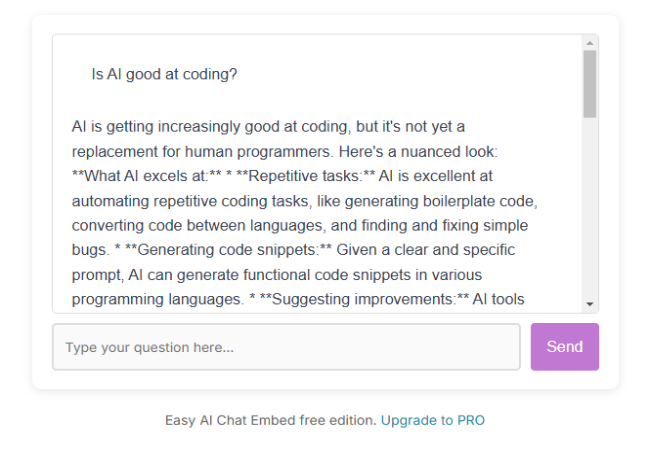 Is AI good at coding?
AI is getting increasingly good at coding, but it's not yet a
replacement for human programmers. Here's a nuanced look:
**What AI excels at:** * **Repetitive tasks:** AI is excellent at
automating repetitive coding tasks, like generating boilerplate code,
converting code between languages, and finding and fixing simple
bugs. * **Generating code snippets:** Given a clear and specific
prompt, AI can generate functional code snippets in various
programming languages. * **Suggesting improvements:** AI tools
Type your question here...
Send
Easy AI Chat Embed free edition. Upgrade to PRO